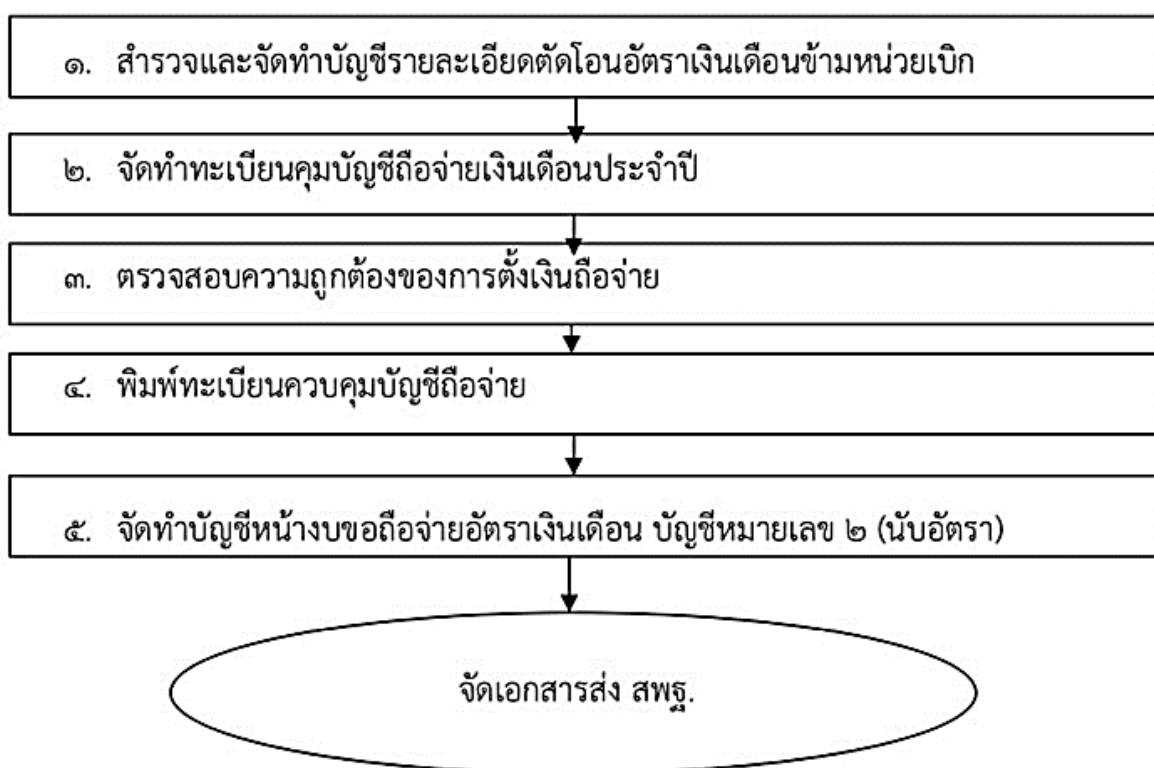 ๑. สำรวจและจัดทำบัญชีรายละเอียดตัดโอนอัตราเงินเดือนข้ามหน่วยเบิก
๒. จัดทำทะเบียนคุมบัญชีถือจ่ายเงินเดือนประจำปี
๓. ตรวจสอบความถูกต้องของการตั้งเงินถือจ่าย
๔. พิมพ์ทะเบียนควบคุมบัญชีถือจ่าย
๕. จัดทำบัญชีหน้างบขอถือจ่ายอัตราเงินเดือน บัญชีหมายเลข ๒ (นับอัตรา)
จัดเอกสารส่ง สพฐ.